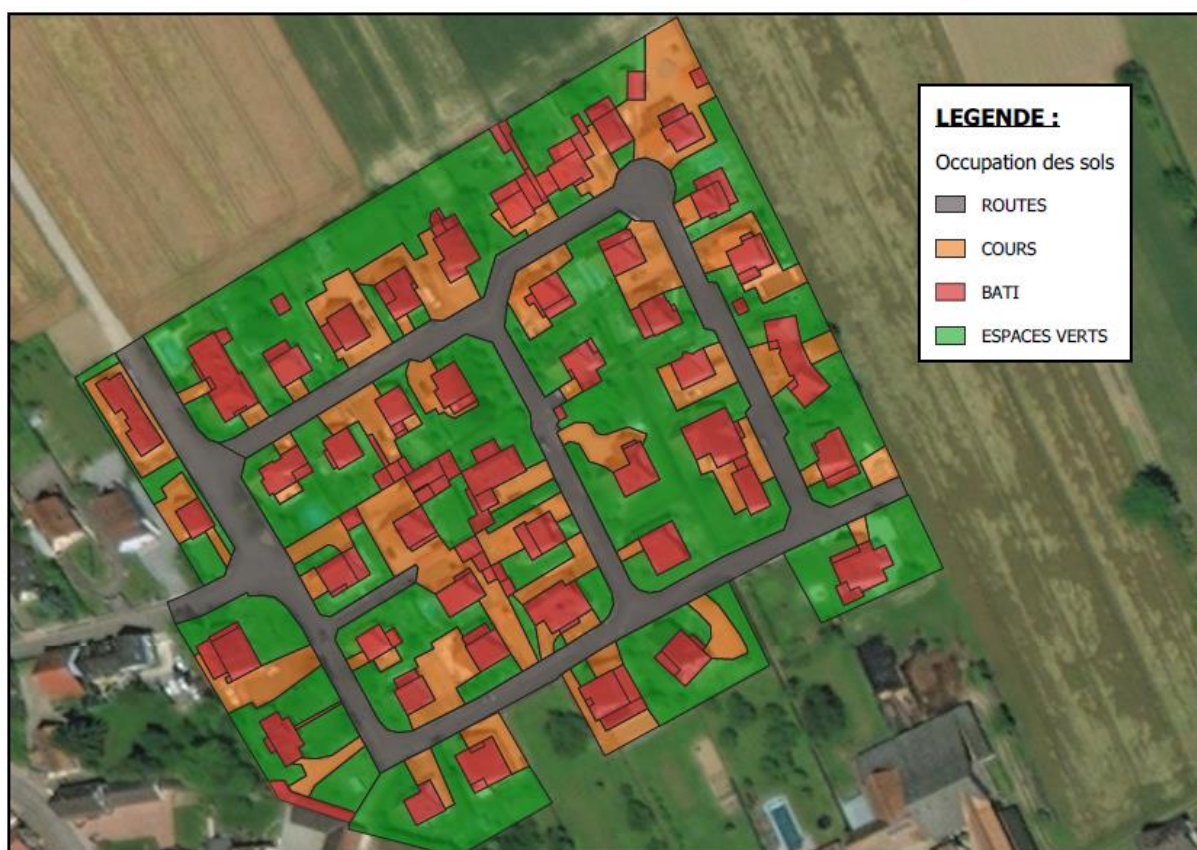 LEGENDE :
Occupation des sols
ROUTES
COURS
BATI
ESPACES VERTS